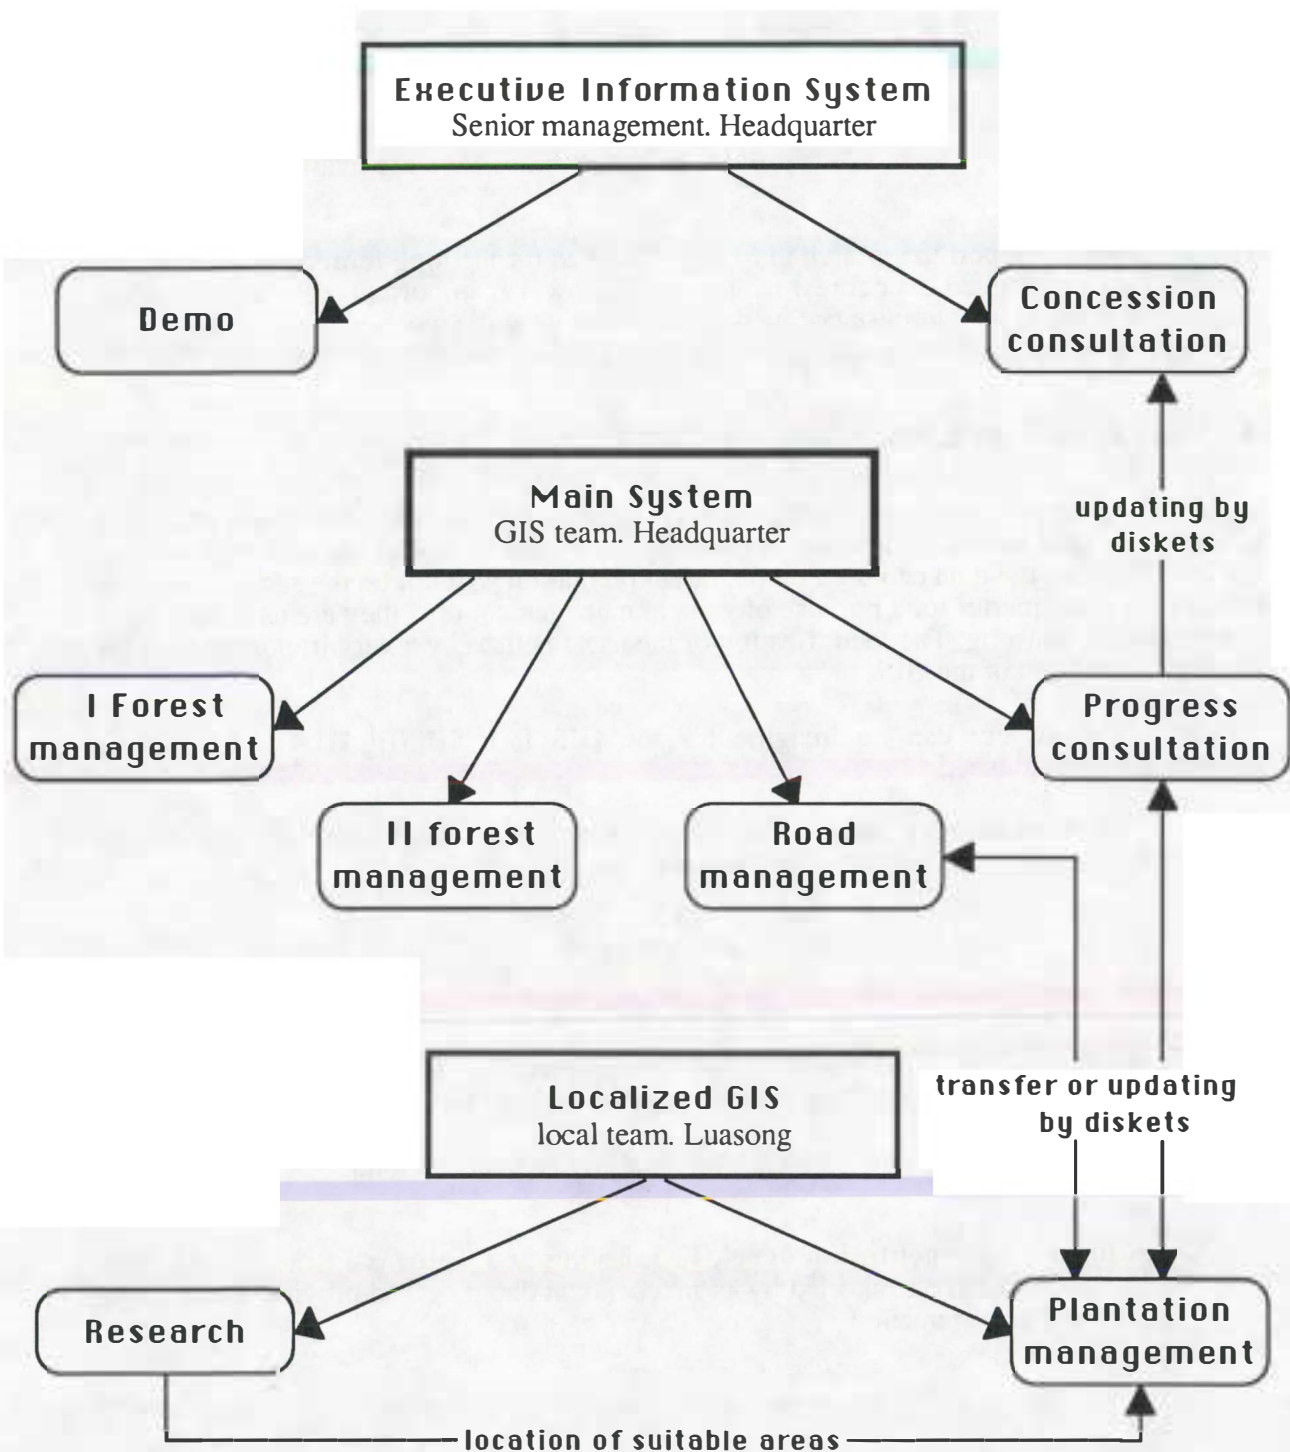 Executive Information System
Senior management. Headquarter
Demo
Concession
consultation
Main System
GIS team. Headquarter
updating by
diskets
I Forest
management
Progress
consultation
II forest
management
Road
management
Localized GIS
local team. Luasong
transfer or updating
by diskets
Research
Plantation
management
location of suitable areas